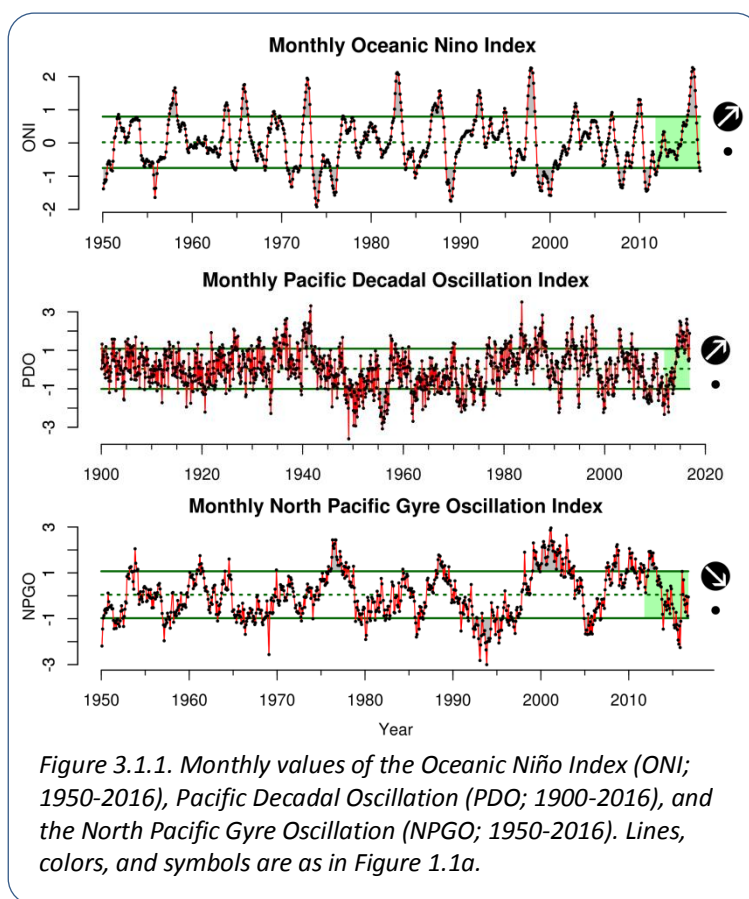 Monthly Oceanic Nino Index
ONI
2
1
0
-1
-2
1950 1960 1970 1980 1990 2000 2010
Monthly Pacific Decadal Oscillation Index
PDO
3
1
-1
-3
1900 1920 1940 1960 1980 2000 2020
Monthly North Pacific Gyre Oscillation Index
NPGO
3
1
-1
-3
1950 1960 1970 1980 1990 2000 2010
Year
Figure 3.1.1. Monthly values of the Oceanic Niño Index (ONI;
1950-2016), Pacific Decadal Oscillation (PDO; 1900-2016), and
the North Pacific Gyre Oscillation (NPGO; 1950-2016). Lines,
colors, and symbols are as in Figure 1.1a.